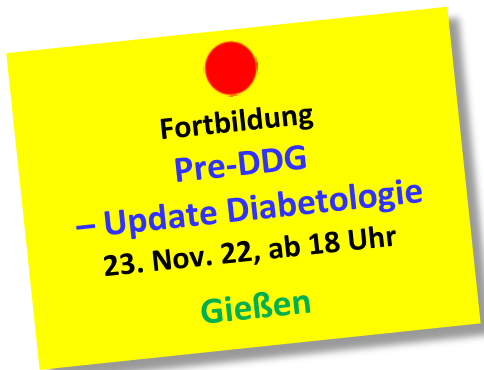 Fortbildung
Pre-DDG
– Update Diabetologie
23. Nov. 22, ab 18 Uhr
Gießen